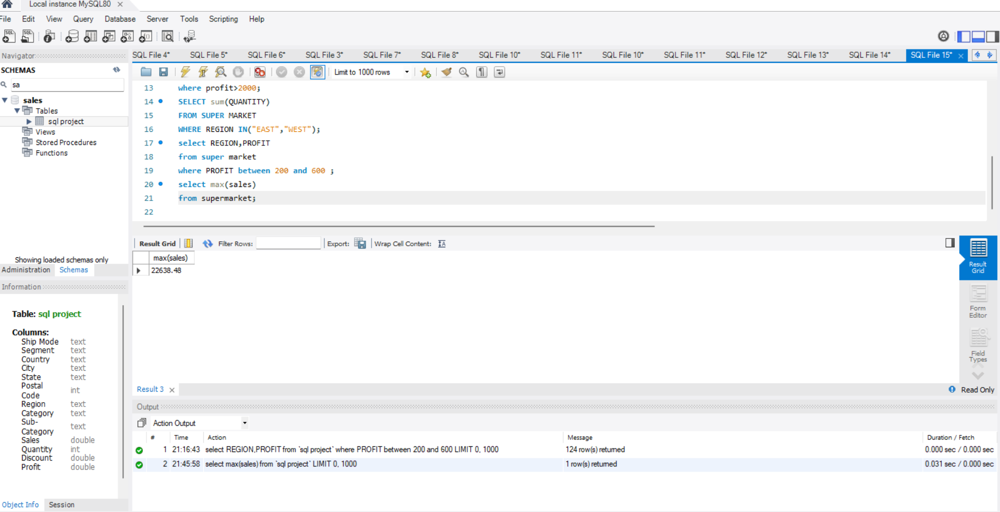 Local instance MySQL80
File Edit View Query Database Server Tools Scripting Help
Navigator
SCHEMAS
sa
sales
Tables
sql project
Views
Stored Procedures
Functions
Showing loaded schemas only
Administration Schemas
Information
Table: sql project
Columns:
Ship Mode text
Segment text
Country text
City text
State text
Postal Code int
Region text
Category text
Sub-Category text
Sales double
Quantity int
Discount double
Profit double
Object Info Session
SQL File 4* SQL File 5* SQL File 6* SQL File 3* SQL File 7* SQL File 8* SQL File 10* SQL File 11* SQL File 10* SQL File 11* SQL File 12* SQL File 13* SQL File 14* SQL File 15*
Limit to 1000 rows
13 where profit>2000;
14 SELECT sum(QUANTITY)
15 FROM SUPER MARKET
16 WHERE REGION IN("EAST","WEST");
17 select REGION,PROFIT
18 from super market
19 where PROFIT between 200 and 600 ;
20 select max(sales)
21 from supermarket;
22
Result Grid Filter Rows: Export: Wrap Cell Content:
max(sales)
22638.48
Result Grid
Form Editor
Field Types
Result 3
Read Only
Output
Action Output
# Time Action Message Duration / Fetch
1 21:16:43 select REGION,PROFIT from `sql project` where PROFIT between 200 and 600 LIMIT 0, 1000 124 row(s) returned 0.000 sec / 0.000 sec
2 21:45:58 select max(sales) from `sql project` LIMIT 0, 1000 1 row(s) returned 0.031 sec / 0.000 sec